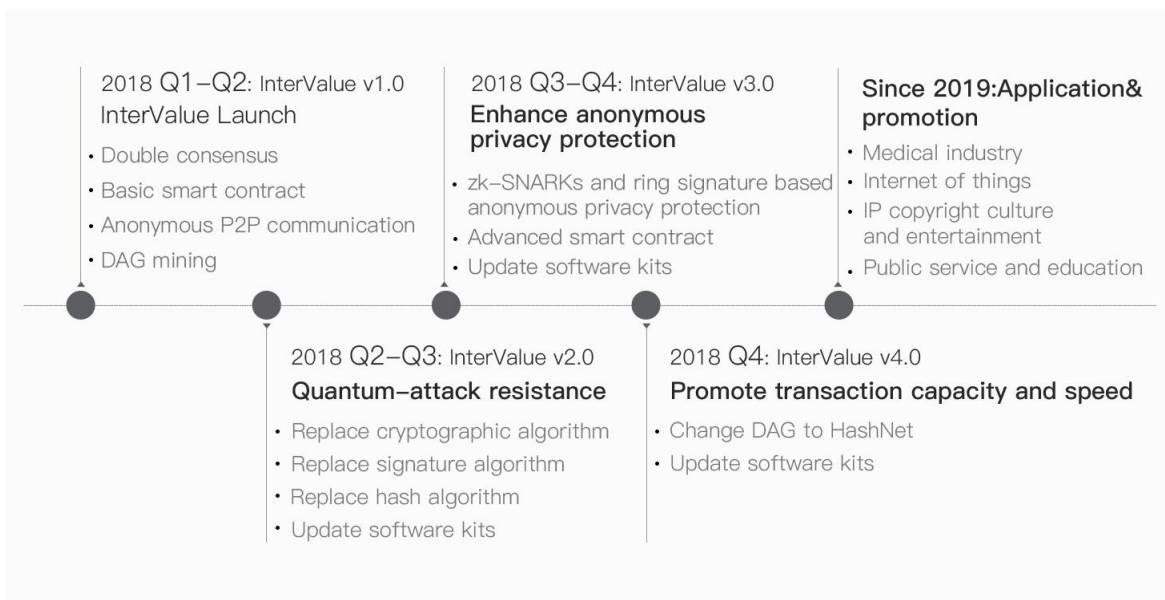 2018 Q1–Q2: InterValue v1.0
InterValue Launch
• Double consensus
• Basic smart contract
• Anonymous P2P communication
• DAG mining
2018 Q3–Q4: InterValue v3.0
Enhance anonymous
privacy protection
• zk–SNARKs and ring signature based
anonymous privacy protection
• Advanced smart contract
• Update software kits
Since 2019:Application&
promotion
• Medical industry
• Internet of things
• IP copyright culture
and entertainment
• Public service and education
2018 Q2–Q3: InterValue v2.0
Quantum–attack resistance
• Replace cryptographic algorithm
• Replace signature algorithm
• Replace hash algorithm
• Update software kits
2018 Q4: InterValue v4.0
Promote transaction capacity and speed
• Change DAG to HashNet
• Update software kits